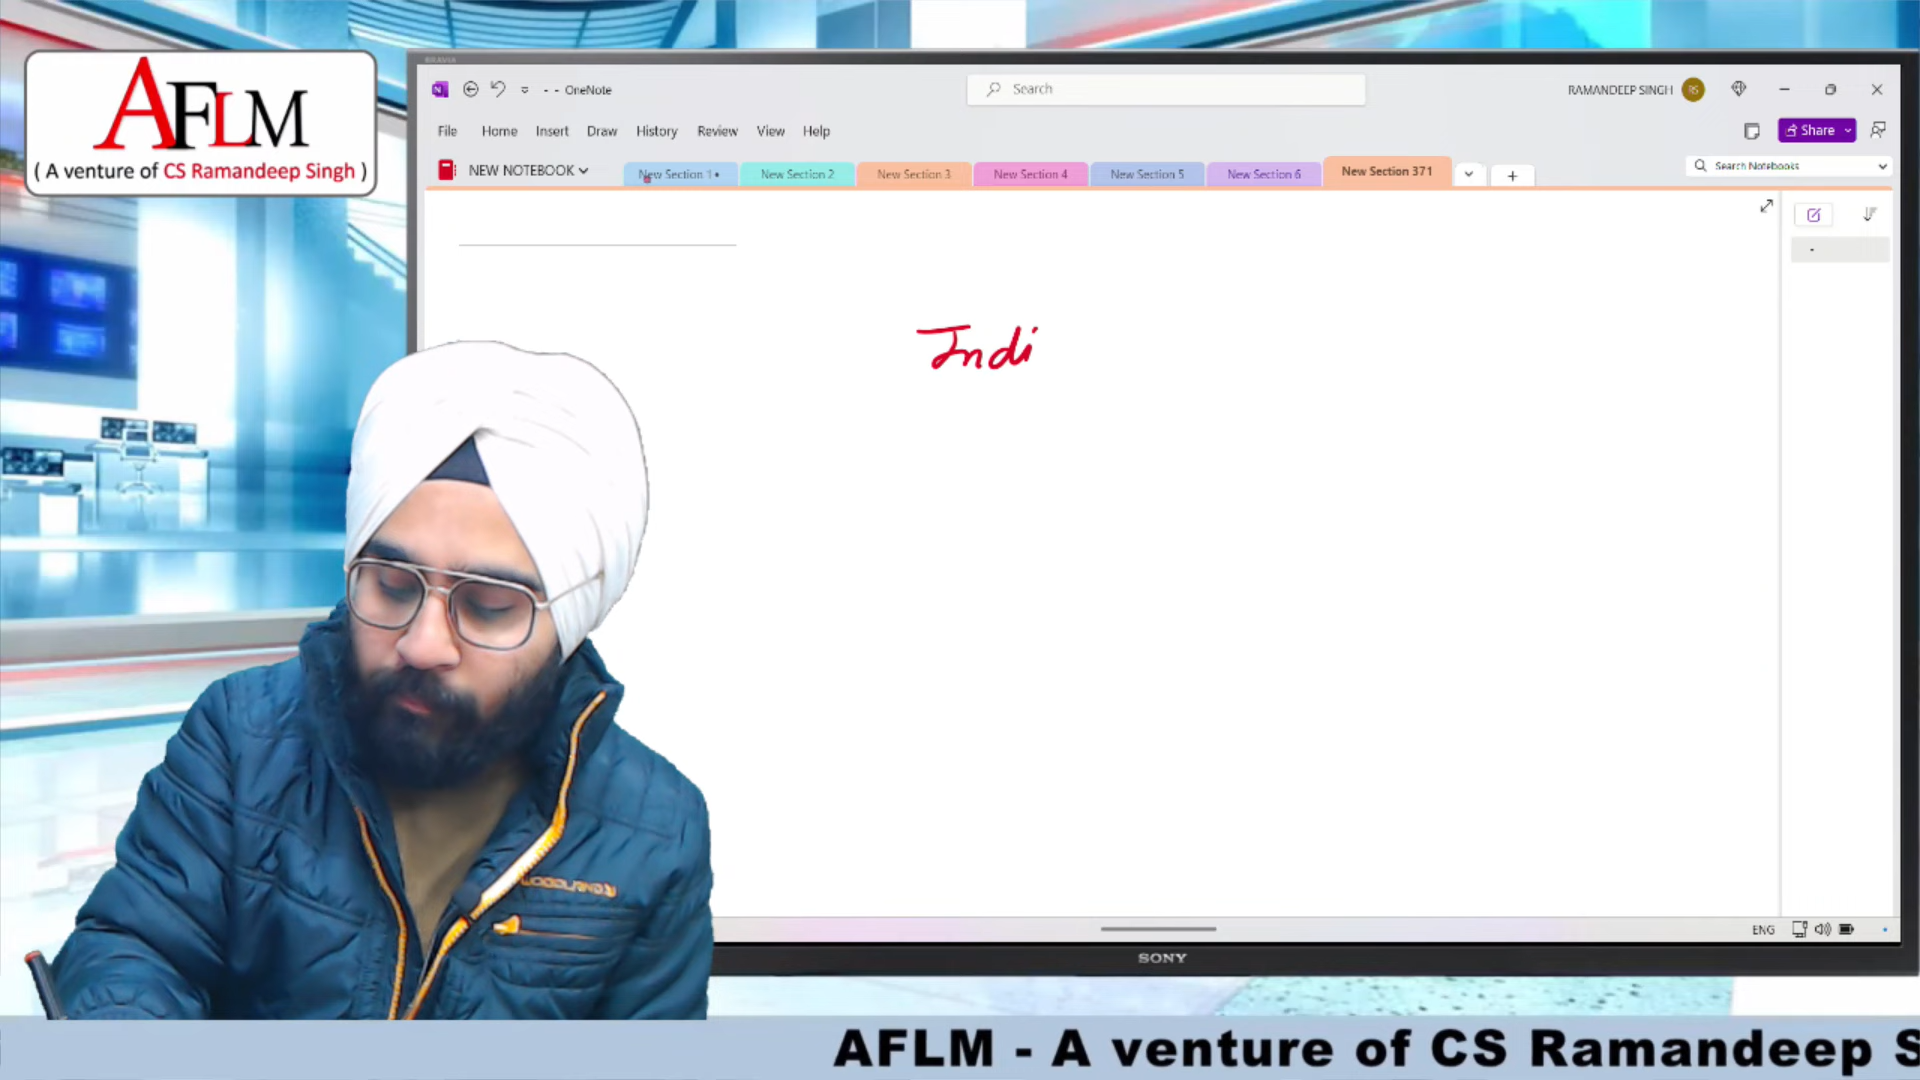 AFLM
( A venture of CS Ramandeep Singh )
BRAVIA
- - OneNote
Search
RAMANDEEP SINGH
RS
File Home Insert Draw History Review View Help
Share
NEW NOTEBOOK
New Section 1
New Section 2
New Section 3
New Section 4
New Section 5
New Section 6
New Section 371
Search Notebooks
Indi
ENG
SONY
AFLM - A venture of CS Ramandeep S